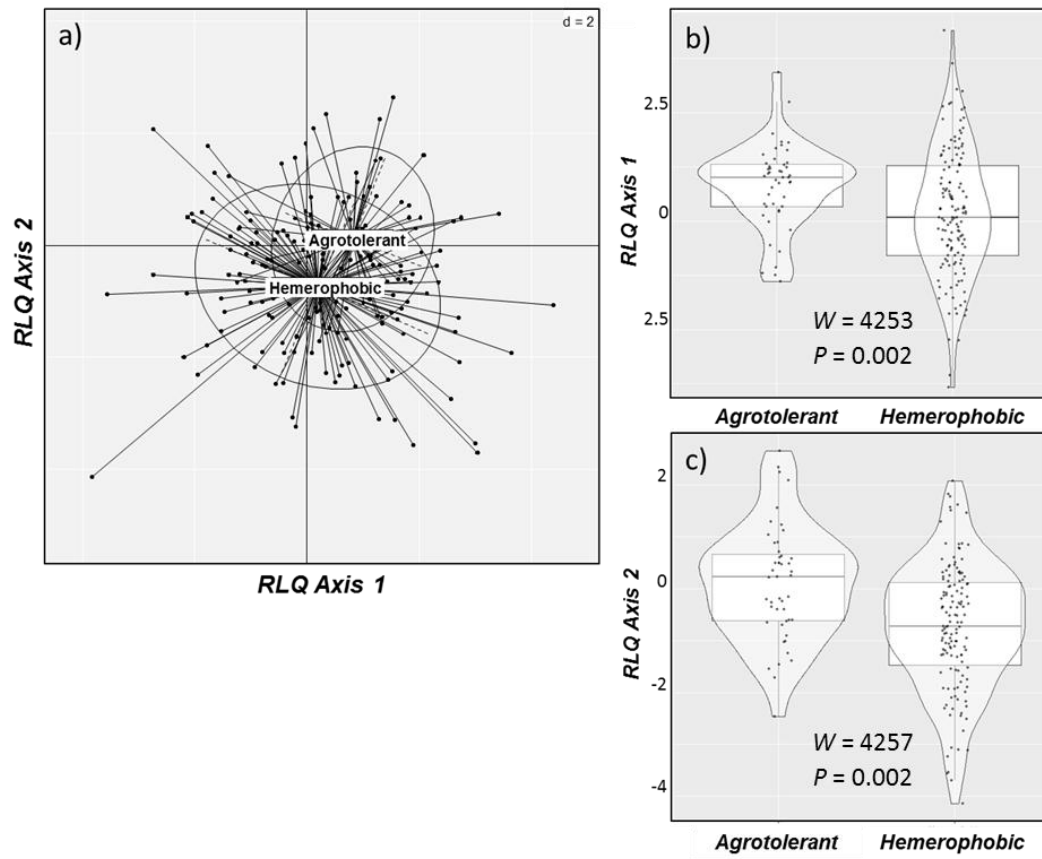 a)
d = 2
Agrotolerant
Hemerophobic
RLQ Axis 2
RLQ Axis 1
b)
2.5
0
2.5
RLQ Axis 1
W = 4253
P = 0.002
Agrotolerant Hemerophobic
c)
2
0
-2
-4
RLQ Axis 2
W = 4257
P = 0.002
Agrotolerant Hemerophobic